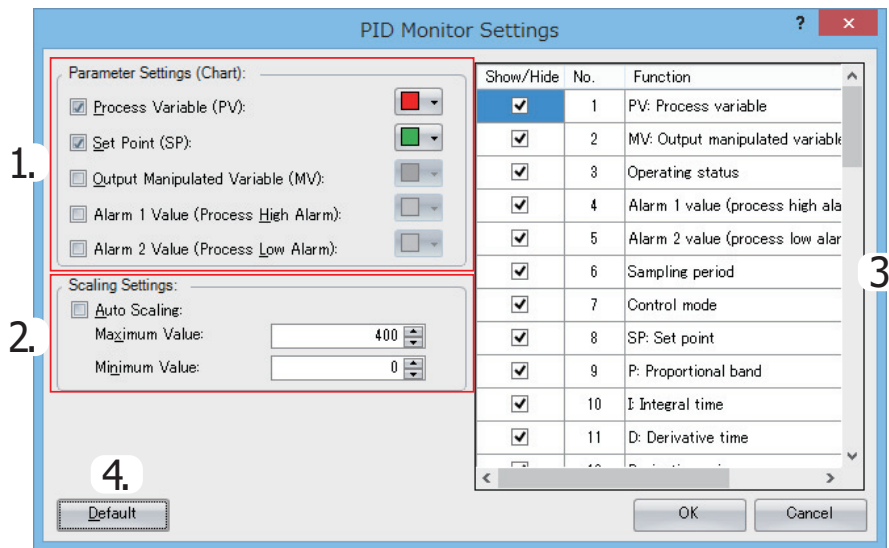 PID Monitor Settings
? ×
1.
Parameter Settings (Chart):
Process Variable (PV):
Set Point (SP):
Output Manipulated Variable (MV):
Alarm 1 Value (Process High Alarm):
Alarm 2 Value (Process Low Alarm):
2.
Scaling Settings:
Auto Scaling:
Maximum Value: 400
Minimum Value: 0
3
Show/Hide No. Function
1 PV: Process variable
2 MV: Output manipulated variable
3 Operating status
4 Alarm 1 value (process high ala
5 Alarm 2 value (process low alar
6 Sampling period
7 Control mode
8 SP: Set point
9 P: Proportional band
10 I: Integral time
11 D: Derivative time
4.
Default
OK
Cancel